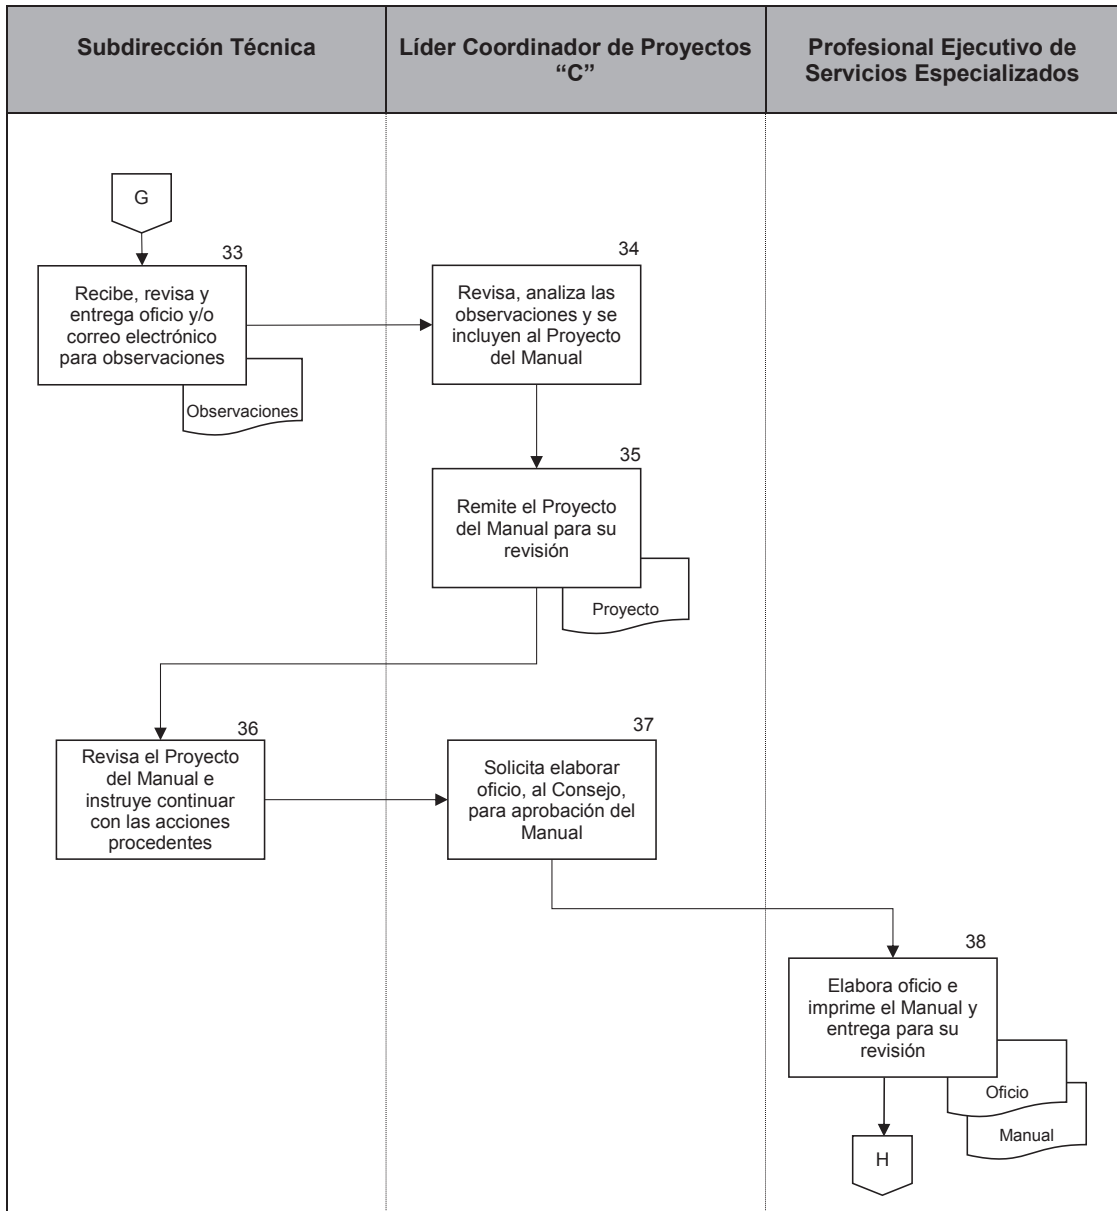 Subdirección Técnica
Líder Coordinador de Proyectos
“C”
Profesional Ejecutivo de
Servicios Especializados
G
33
Recibe, revisa y
entrega oficio y/o
correo electrónico
para observaciones
Observaciones
34
Revisa, analiza las
observaciones y se
incluyen al Proyecto
del Manual
35
Remite el Proyecto
del Manual para su
revisión
Proyecto
36
Revisa el Proyecto
del Manual e
instruye continuar
con las acciones
procedentes
37
Solicita elaborar
oficio, al Consejo,
para aprobación del
Manual
38
Elabora oficio e
imprime el Manual y
entrega para su
revisión
Oficio
Manual
H